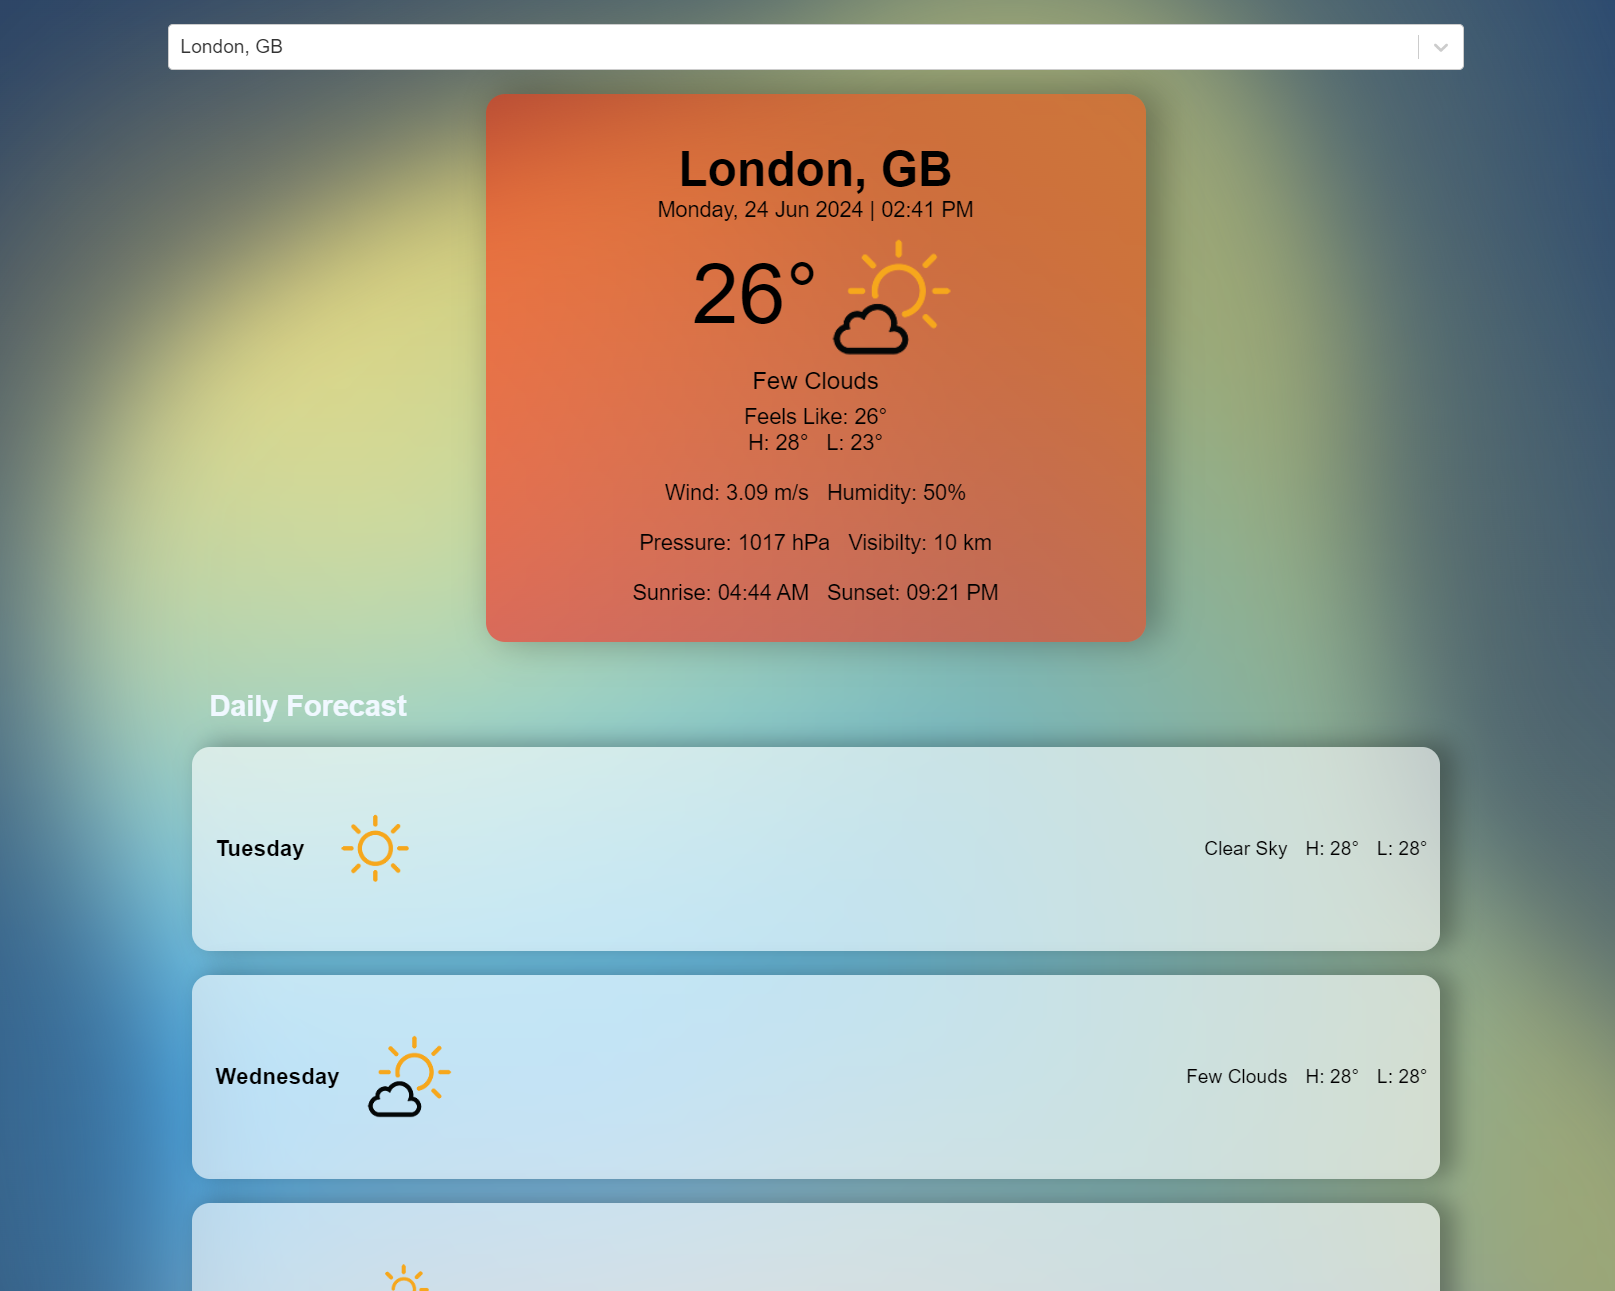 London, GB
London, GB
Monday, 24 Jun 2024 | 02:41 PM
26°
Few Clouds
Feels Like: 26°
H: 28° L: 23°
Wind: 3.09 m/s Humidity: 50%
Pressure: 1017 hPa Visibilty: 10 km
Sunrise: 04:44 AM Sunset: 09:21 PM
Daily Forecast
Tuesday Clear Sky H: 28° L: 28°
Wednesday Few Clouds H: 28° L: 28°